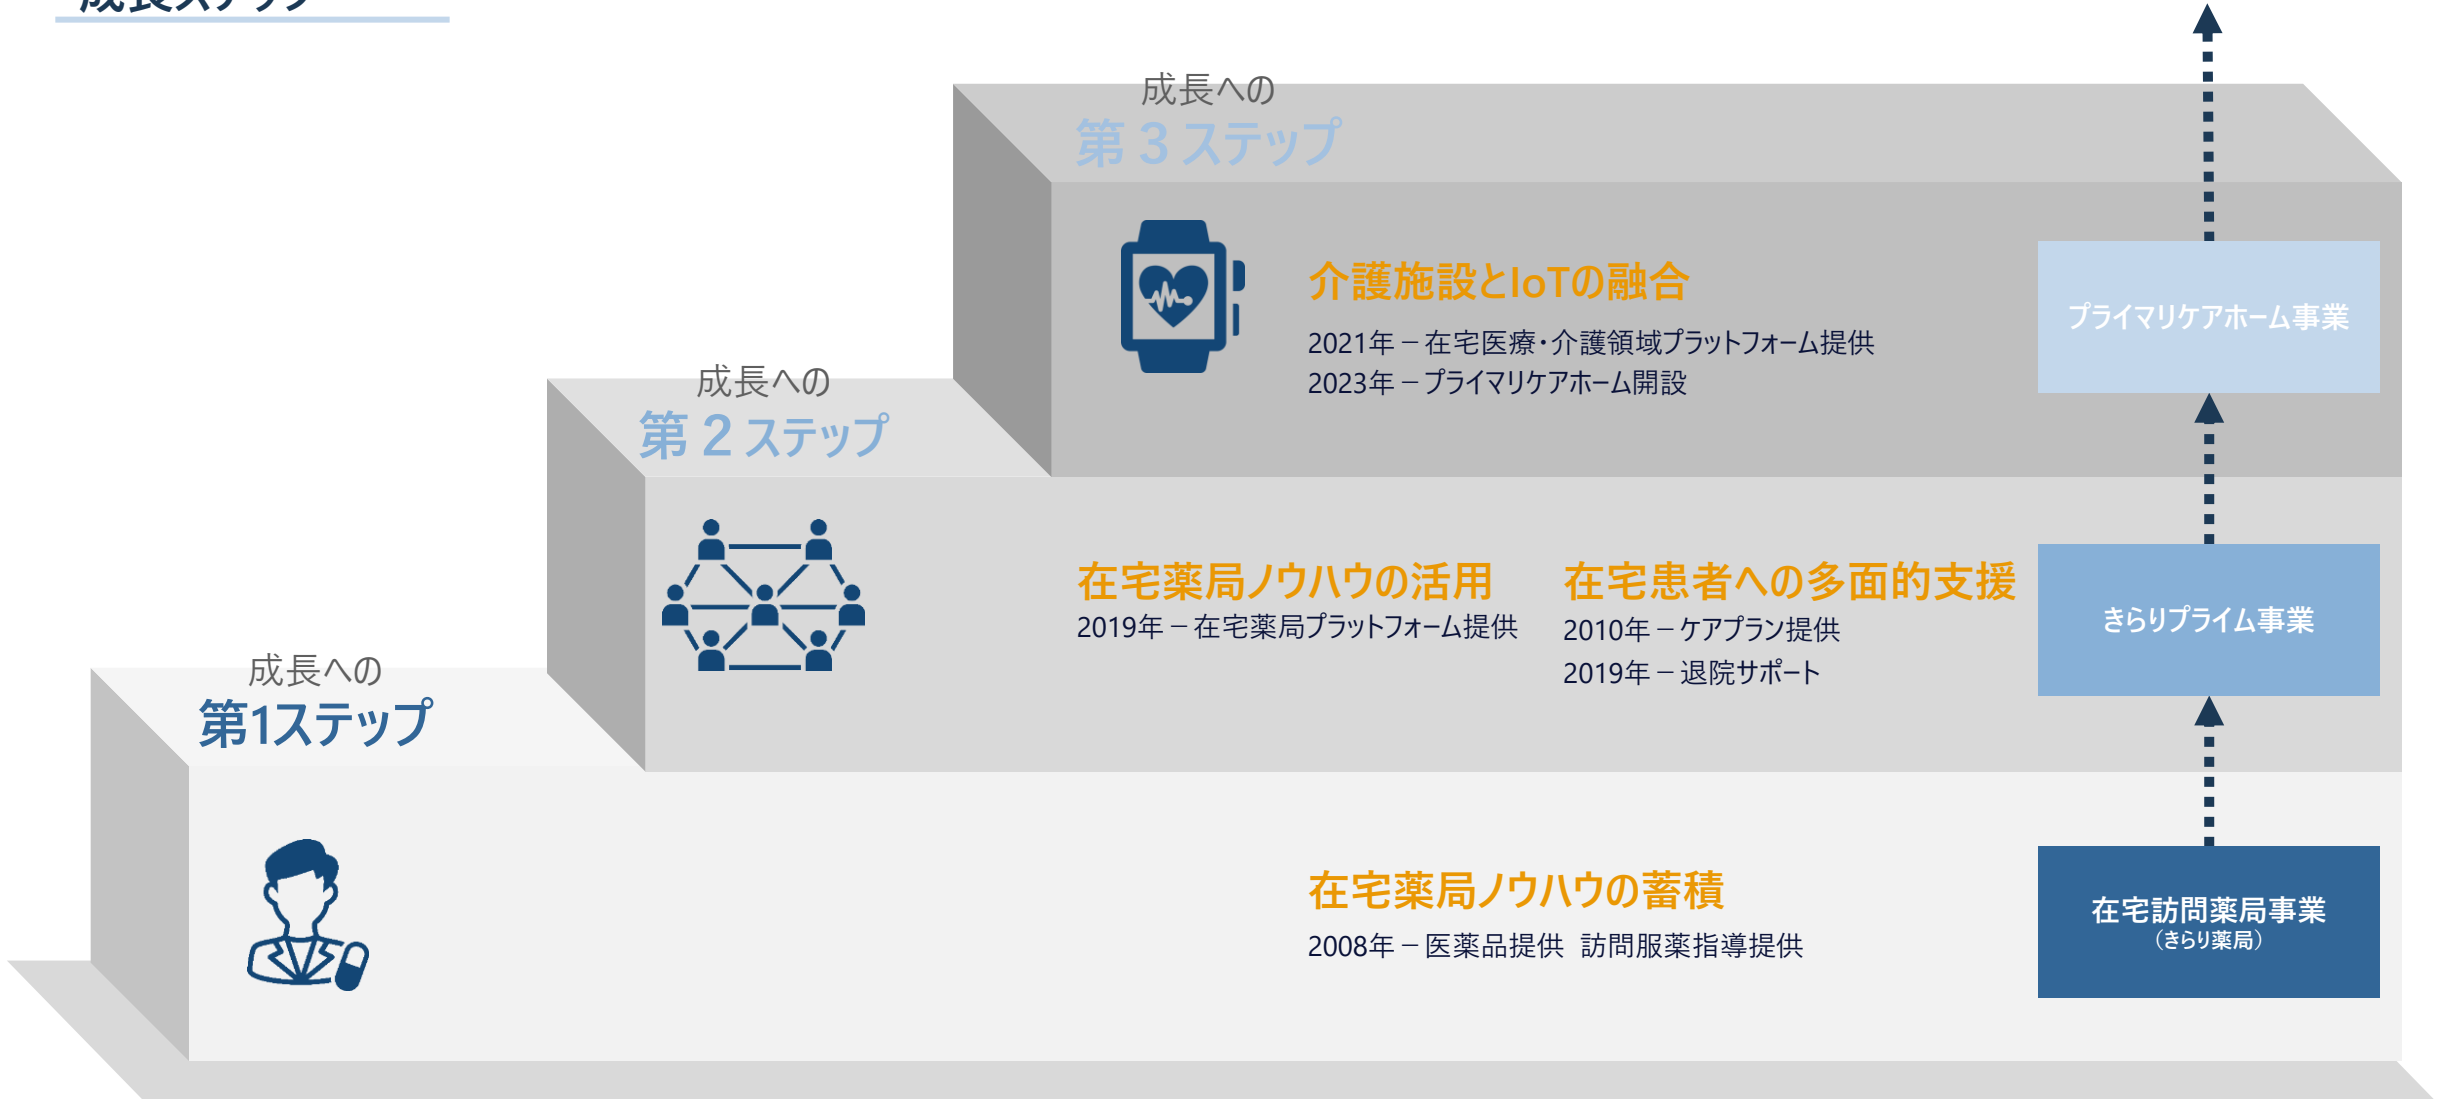 成長ステップ
成長への
第３ステップ
介護施設とIoTの融合
2021年－在宅医療・介護領域プラットフォーム提供
2023年－プライマリケアホーム開設
プライマリケアホーム事業
成長への
第２ステップ
在宅薬局ノウハウの活用
2019年－在宅薬局プラットフォーム提供
在宅患者への多面的支援
2010年－ケアプラン提供
2019年－退院サポート
きらりプライム事業
成長への
第1ステップ
在宅薬局ノウハウの蓄積
2008年－医薬品提供 訪問服薬指導提供
在宅訪問薬局事業
（きらり薬局）